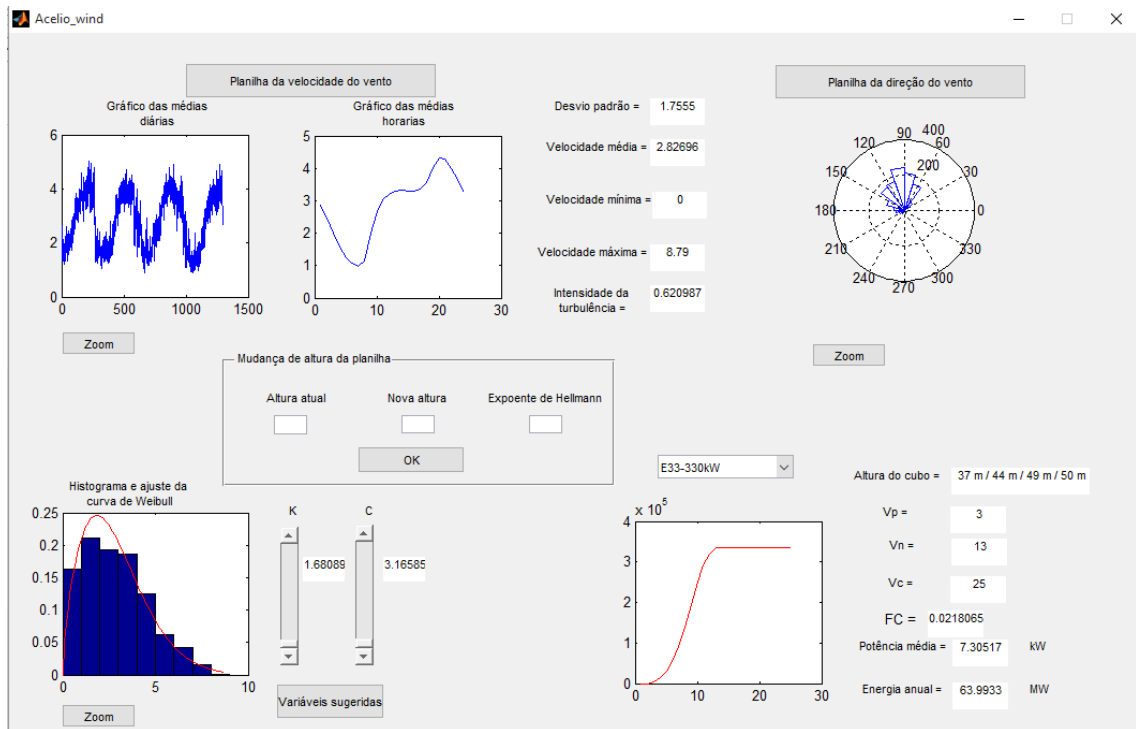 Acelio_wind
Planilha da velocidade do vento
Planilha da direção do vento
Gráfico das médias
diárias
6
4
2
0
0 500 1000 1500
Zoom
Gráfico das médias
horarias
5
4
3
2
1
0
0 10 20 30
Desvio padrão = 1.7555
Velocidade média = 2.82696
Velocidade mínima = 0
Velocidade máxima = 8.79
Intensidade da
turbulência = 0.620987
90 400
120 60
200
150 30
180 0
210 330
240 300
270
Zoom
Mudança de altura da planilha
Altura atual Nova altura Expoente de Hellmann
OK
Histograma e ajuste da
curva de Weibull
0.25
0.2
0.15
0.1
0.05
0
0 5 10
Zoom
K C
1.68089 3.16585
Variáveis sugeridas
E33-330kW
x 10^5
4
3
2
1
0
0 10 20 30
Altura do cubo = 37 m / 44 m / 49 m / 50 m
Vp = 3
Vn = 13
Vc = 25
FC = 0.0218065
Potência média = 7.30517 kW
Energia anual = 63.9933 MW